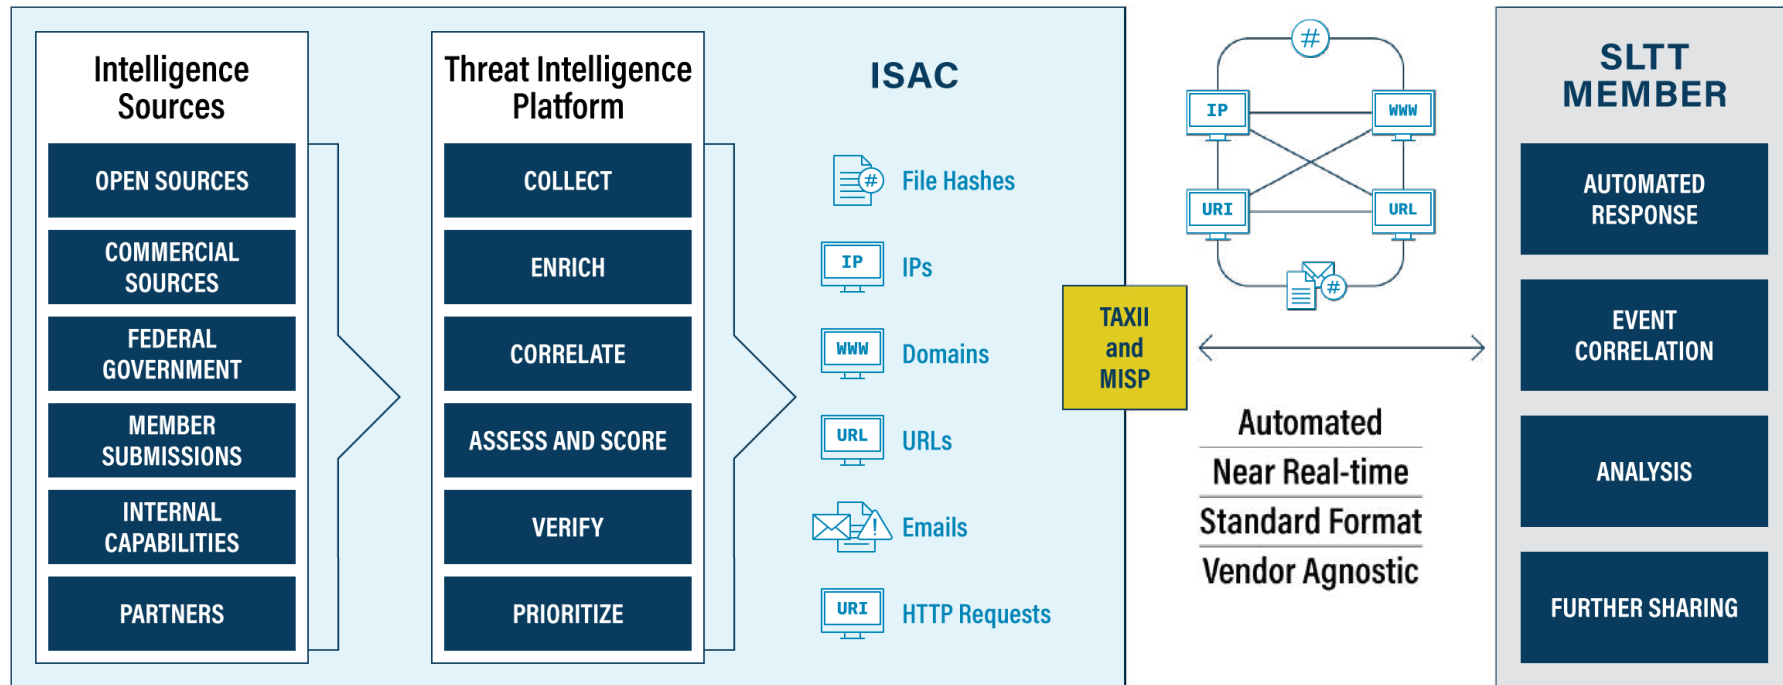 Intelligence
Sources
OPEN SOURCES
COMMERCIAL
SOURCES
FEDERAL
GOVERNMENT
MEMBER
SUBMISSIONS
INTERNAL
CAPABILITIES
PARTNERS
Threat Intelligence
Platform
COLLECT
ENRICH
CORRELATE
ASSESS AND SCORE
VERIFY
PRIORITIZE
ISAC
# File Hashes
IP IPs
WWW Domains
URL URLs
! Emails
URI HTTP Requests
TAXII
and
MISP
#
IP WWW
URI URL
#
Automated
Near Real-time
Standard Format
Vendor Agnostic
SLTT
MEMBER
AUTOMATED
RESPONSE
EVENT
CORRELATION
ANALYSIS
FURTHER SHARING